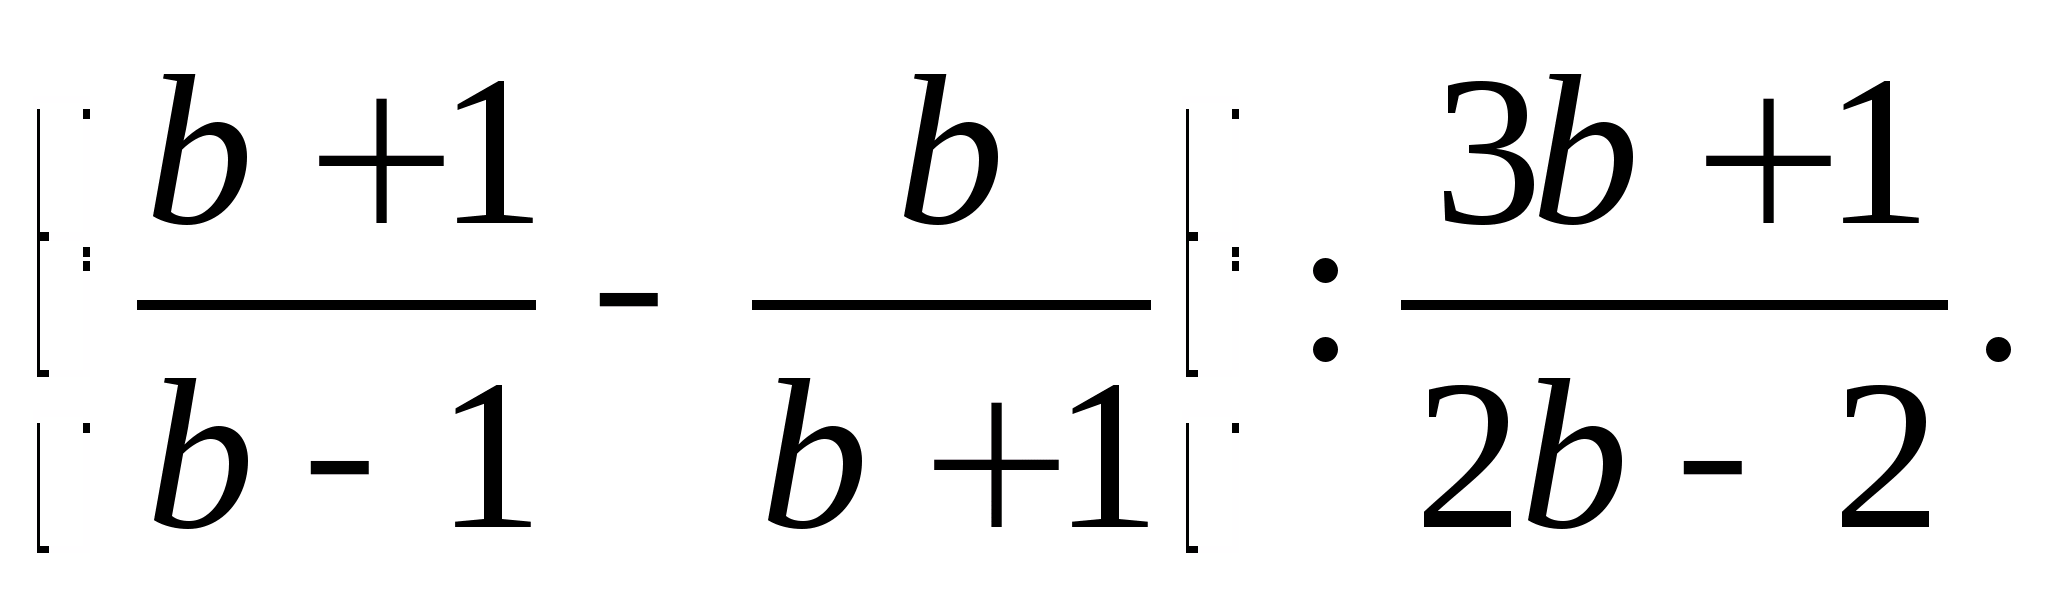 ( (b + 1)/(b - 1) - b/(b + 1) ) : (3b + 1)/(2b - 2) .